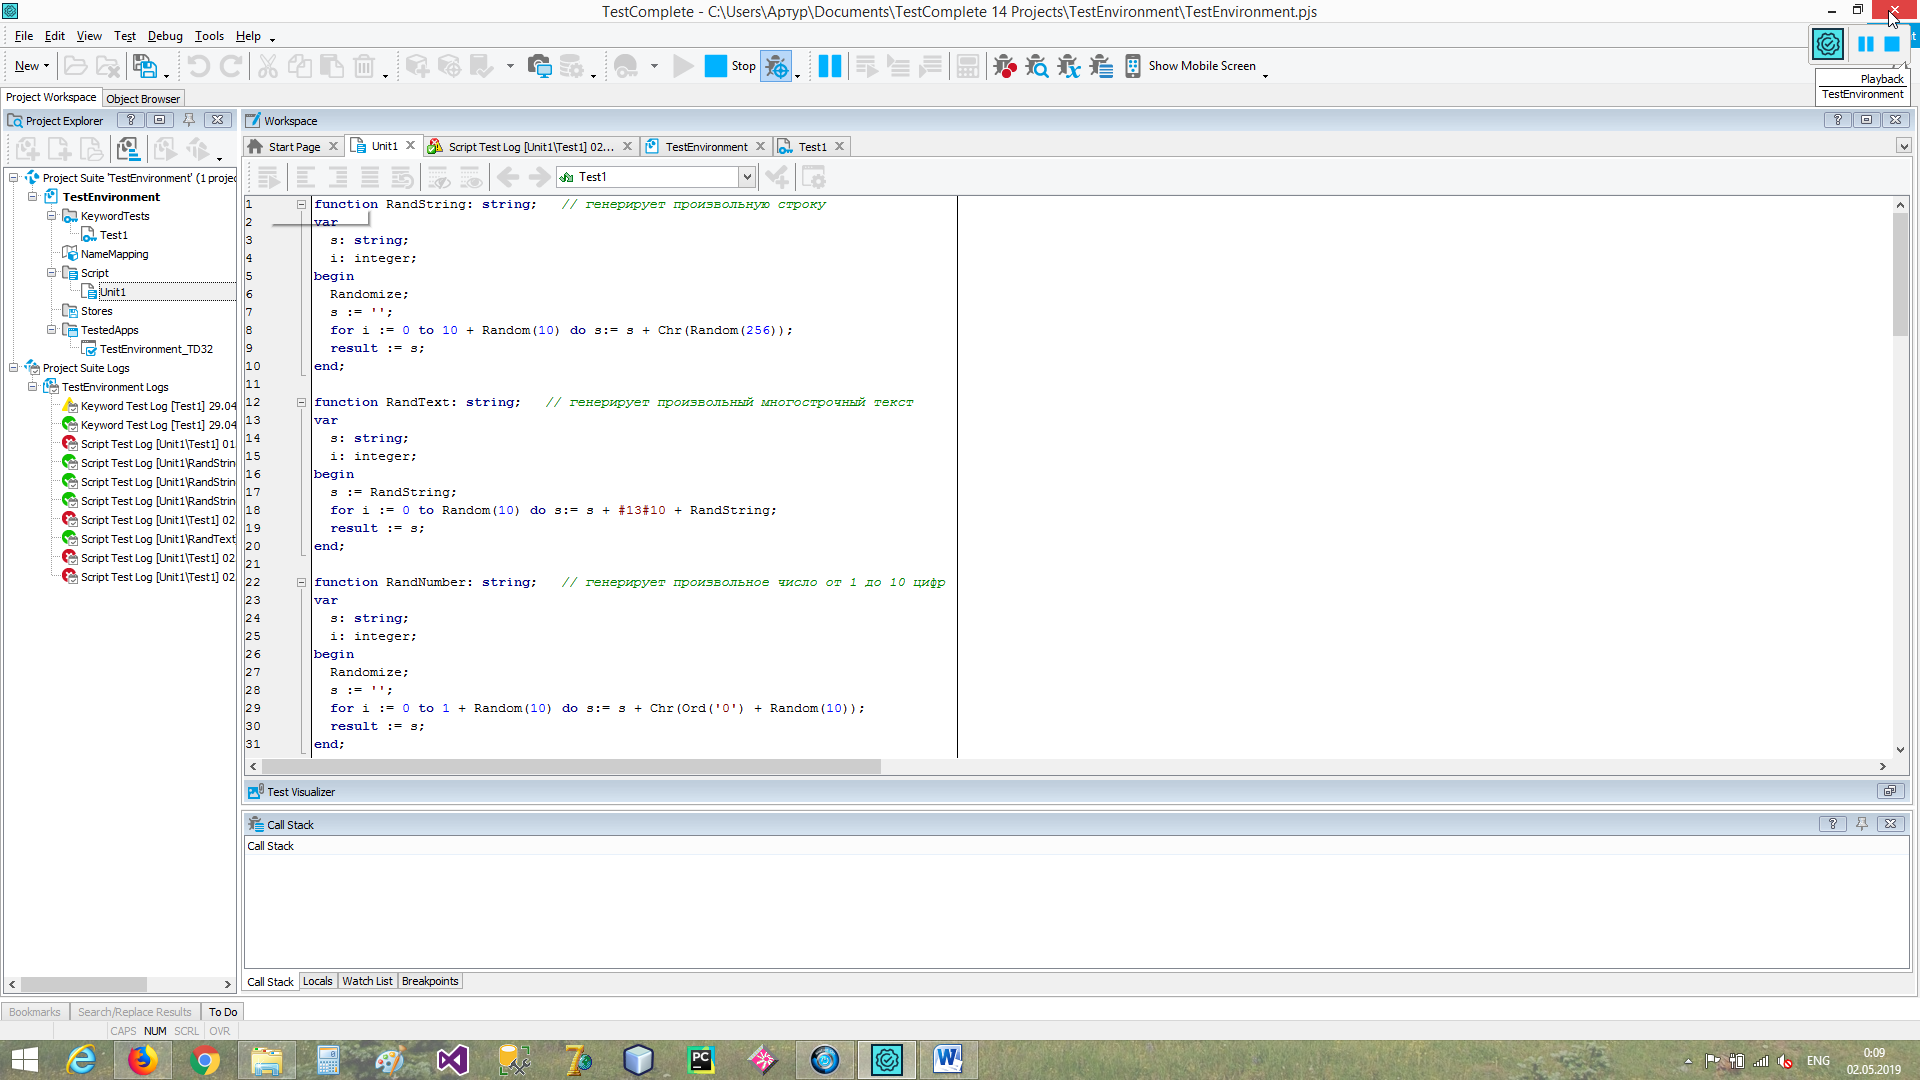 TestComplete - C:\Users\Артур\Documents\TestComplete 14 Projects\TestEnvironment\TestEnvironment.pjs
File Edit View Test Debug Tools Help
New Stop Show Mobile Screen
Playback
TestEnvironment
Project Workspace Object Browser
Project Explorer
Workspace
Start Page Unit1 Script Test Log [Unit1\Test1] 02... TestEnvironment Test1
Test1
Project Suite 'TestEnvironment' (1 projec
TestEnvironment
KeywordTests
Test1
NameMapping
Script
Unit1
Stores
TestedApps
TestEnvironment_TD32
Project Suite Logs
TestEnvironment Logs
Keyword Test Log [Test1] 29.04
Keyword Test Log [Test1] 29.04
Script Test Log [Unit1\Test1] 01
Script Test Log [Unit1\RandStrin
Script Test Log [Unit1\RandStrin
Script Test Log [Unit1\RandStrin
Script Test Log [Unit1\Test1] 02
Script Test Log [Unit1\RandText
Script Test Log [Unit1\Test1] 02
Script Test Log [Unit1\Test1] 02
1 function RandString: string; // генерирует произвольную строку
2 var
3 s: string;
4 i: integer;
5 begin
6 Randomize;
7 s := '';
8 for i := 0 to 10 + Random(10) do s:= s + Chr(Random(256));
9 result := s;
10 end;
11
12 function RandText: string; // генерирует произвольный многострочный текст
13 var
14 s: string;
15 i: integer;
16 begin
17 s := RandString;
18 for i := 0 to Random(10) do s:= s + #13#10 + RandString;
19 result := s;
20 end;
21
22 function RandNumber: string; // генерирует произвольное число от 1 до 10 цифр
23 var
24 s: string;
25 i: integer;
26 begin
27 Randomize;
28 s := '';
29 for i := 0 to 1 + Random(10) do s:= s + Chr(Ord('0') + Random(10));
30 result := s;
31 end;
Test Visualizer
Call Stack
Call Stack
Call Stack Locals Watch List Breakpoints
Bookmarks Search/Replace Results To Do
CAPS NUM SCRL OVR
ENG
0:09
02.05.2019